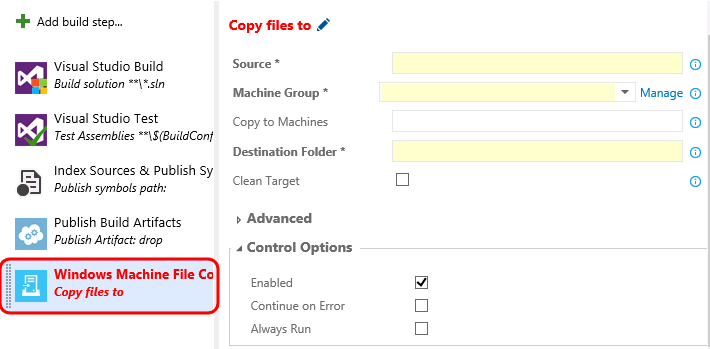 Add build step...
Visual Studio Build
Build solution **\*.sln
Visual Studio Test
Test Assemblies **\$(BuildConf
Index Sources & Publish Sy
Publish symbols path:
Publish Build Artifacts
Publish Artifact: drop
Windows Machine File Co
Copy files to
Copy files to
Source *
Machine Group *
Manage
Copy to Machines
Destination Folder *
Clean Target
Advanced
Control Options
Enabled
Continue on Error
Always Run